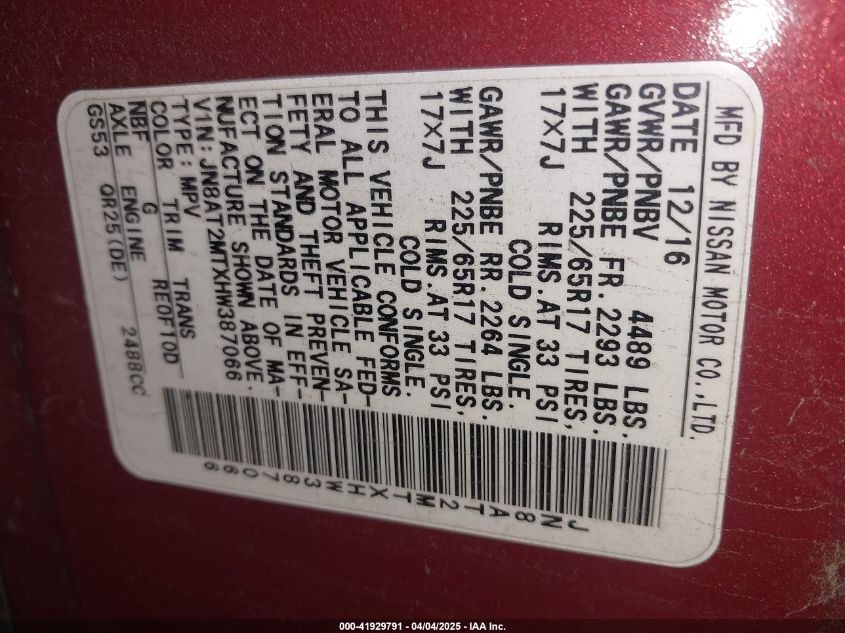 MFD BY NISSAN MOTOR CO.,LTD.
DATE 12/16
GVWR/PNBV 4489 LBS.
GAWR/PNBE FR. 2293 LBS.
WITH 225/65R17 TIRES,
17X7J RIMS.AT 33 PSI
COLD SINGLE.
GAWR/PNBE RR. 2264 LBS.
WITH 225/65R17 TIRES,
17X7J RIMS.AT 33 PSI
COLD SINGLE.
THIS VEHICLE CONFORMS
TO ALL APPLICABLE FED-
ERAL MOTOR VEHICLE SA-
FETY AND THEFT PREVEN-
TION STANDARDS IN EFF-
ECT ON THE DATE OF MA-
NUFACTURE SHOWN ABOVE.
VIN:JN8AT2MTXHW387066
TYPE:MPV
COLOR TRIM TRANS
NBF G RE0F10D
AXLE ENGINE
GS53 QR25(DE) 2488CC
JN8AT2MTXHW387066
000-41929791 - 04/04/2025 - IAA Inc.